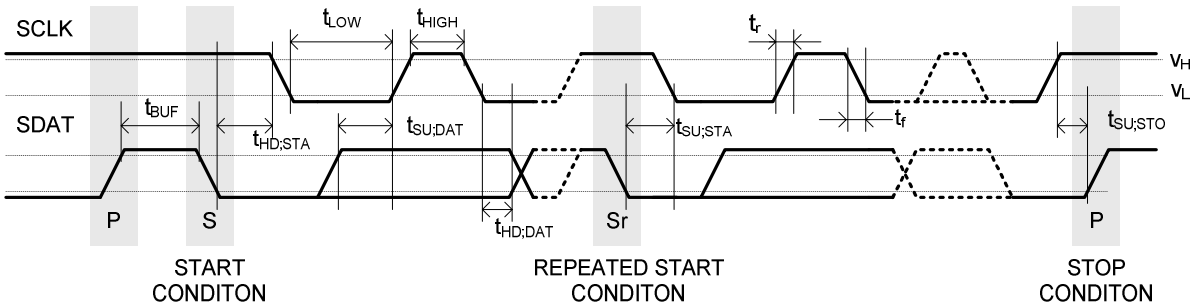 SCLK
tLOW
tHIGH
tr
VH
VL
tBUF
SDAT
tHD;STA
tSU;DAT
tSU;STA
tf
tSU;STO
P
S
tHD;DAT
Sr
P
START
CONDITON
REPEATED START
CONDITON
STOP
CONDITON